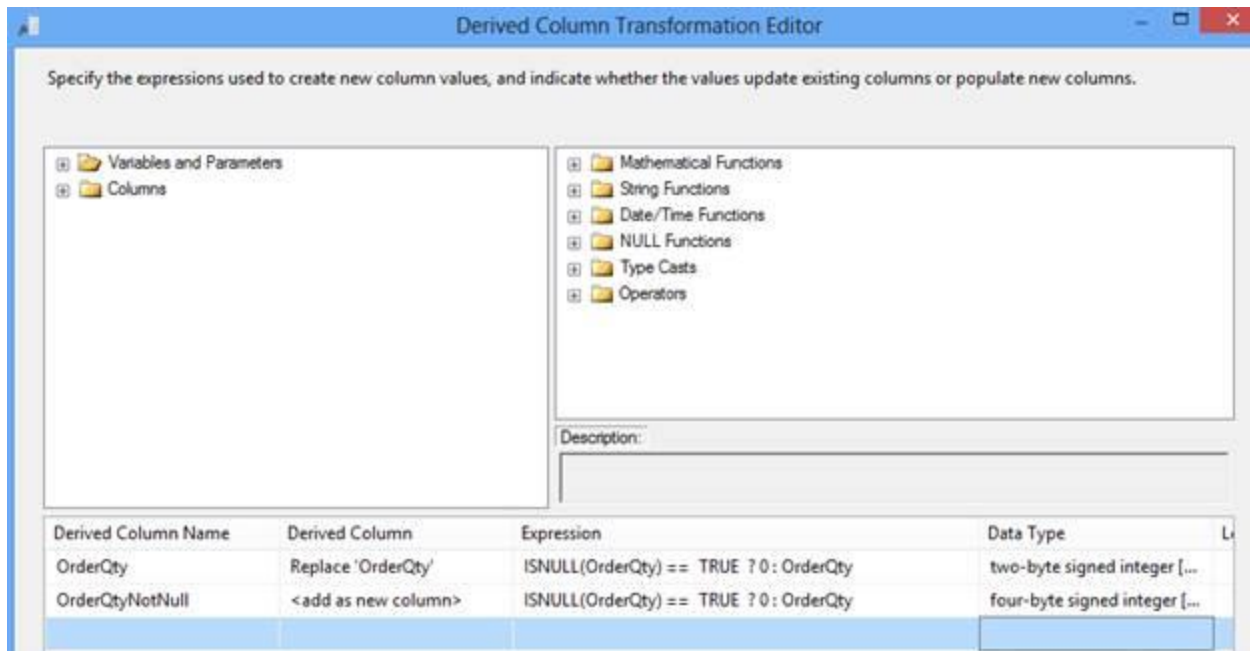 Derived Column Transformation Editor
Specify the expressions used to create new column values, and indicate whether the values update existing columns or populate new columns.
Variables and Parameters
Columns
Mathematical Functions
String Functions
Date/Time Functions
NULL Functions
Type Casts
Operators
Description:
Derived Column Name Derived Column Expression Data Type
OrderQty Replace 'OrderQty' ISNULL(OrderQty) == TRUE ? 0 : OrderQty two-byte signed integer [...
OrderQtyNotNull <add as new column> ISNULL(OrderQty) == TRUE ? 0 : OrderQty four-byte signed integer [...